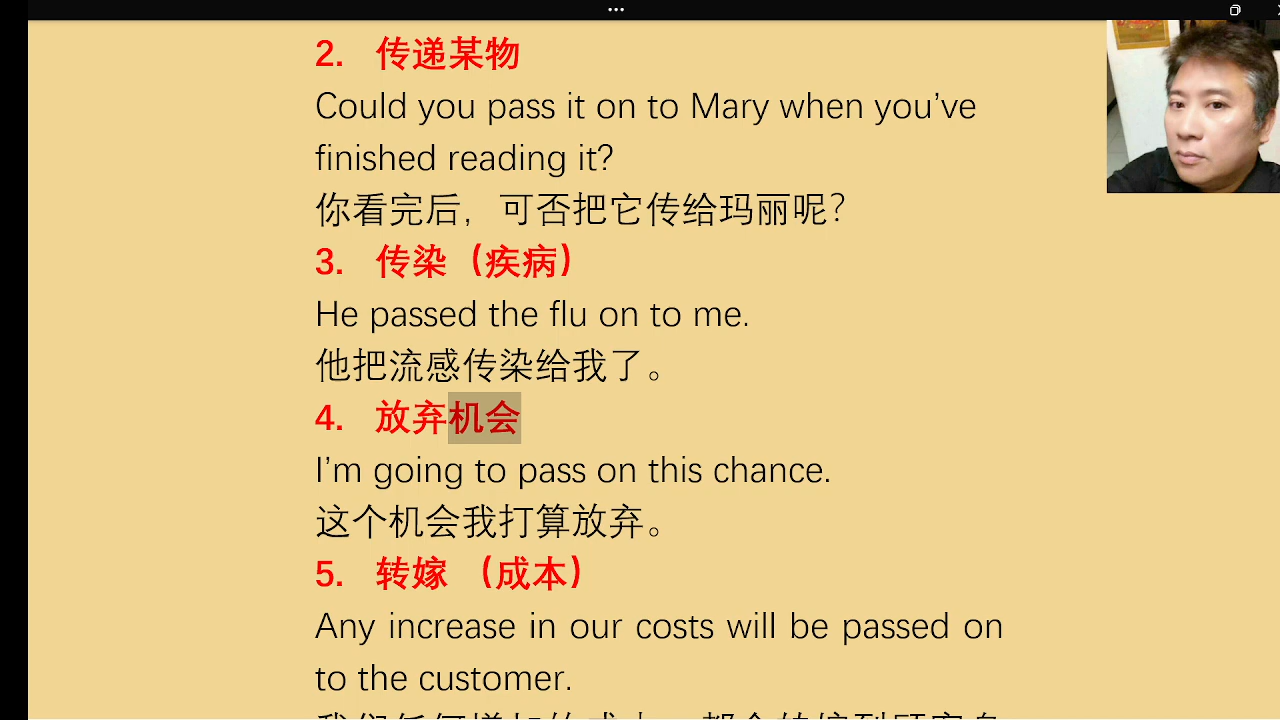 2. 传递某物
Could you pass it on to Mary when you’ve
finished reading it?
你看完后，可否把它传给玛丽呢？
3. 传染（疾病）
He passed the flu on to me.
他把流感传染给我了。
4. 放弃机会
I’m going to pass on this chance.
这个机会我打算放弃。
5. 转嫁 （成本）
Any increase in our costs will be passed on
to the customer.